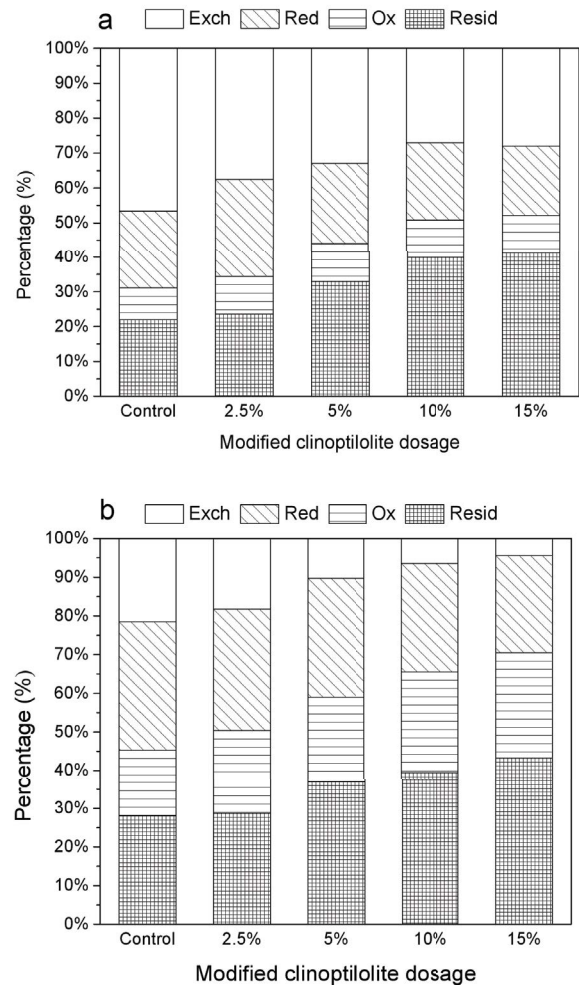 a
Exch Red Ox Resid
100%
90%
80%
70%
60%
50%
40%
30%
20%
10%
0%
Percentage (%)
Control 2.5% 5% 10% 15%
Modified clinoptilolite dosage
b
Exch Red Ox Resid
100%
90%
80%
70%
60%
50%
40%
30%
20%
10%
0%
Percentage (%)
Control 2.5% 5% 10% 15%
Modified clinoptilolite dosage